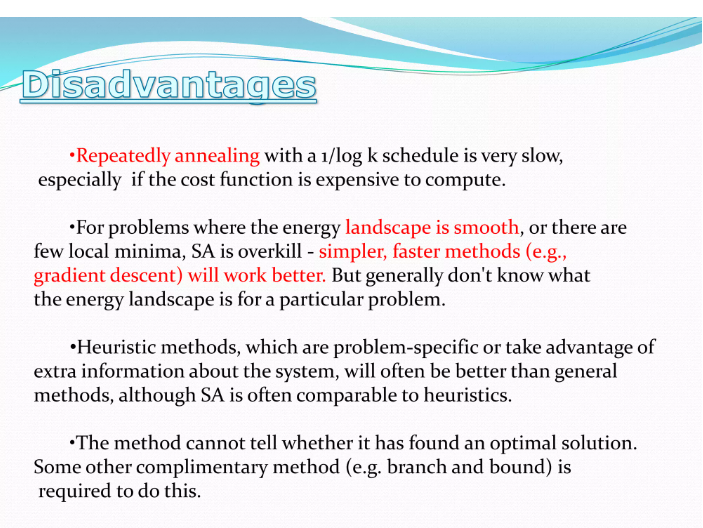 Disadvantages
•Repeatedly annealing with a 1/log k schedule is very slow,
especially if the cost function is expensive to compute.
•For problems where the energy landscape is smooth, or there are
few local minima, SA is overkill - simpler, faster methods (e.g.,
gradient descent) will work better. But generally don't know what
the energy landscape is for a particular problem.
•Heuristic methods, which are problem-specific or take advantage of
extra information about the system, will often be better than general
methods, although SA is often comparable to heuristics.
•The method cannot tell whether it has found an optimal solution.
Some other complimentary method (e.g. branch and bound) is
required to do this.